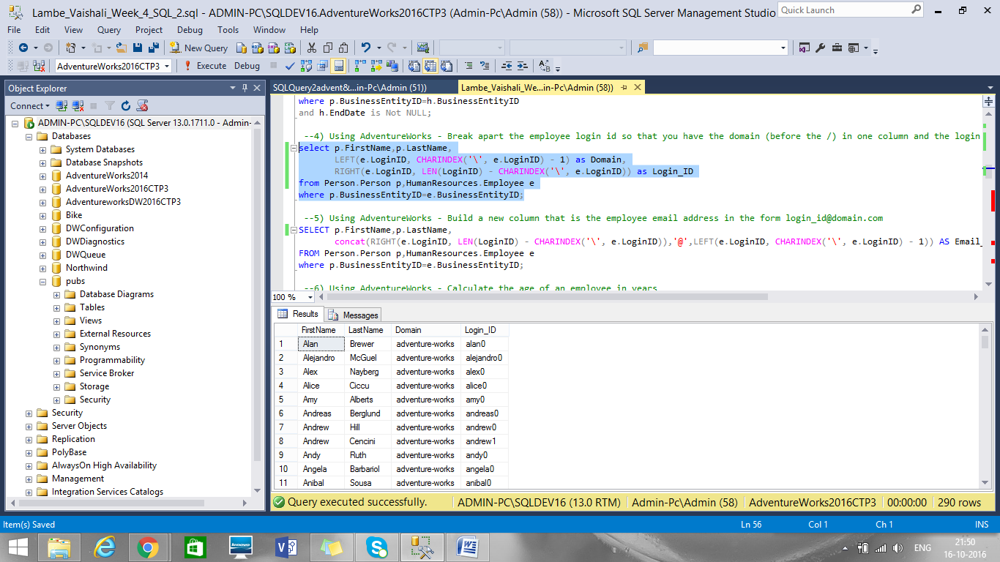 Lambe_Vaishali_Week_4_SQL_2.sql - ADMIN-PC\SQLDEV16.AdventureWorks2016CTP3 (Admin-Pc\Admin (58)) - Microsoft SQL Server Management Studio
Quick Launch
File Edit View Query Project Debug Tools Window Help
New Query
AdventureWorks2016CTP3 Execute Debug
Object Explorer
Connect
ADMIN-PC\SQLDEV16 (SQL Server 13.0.1711.0 - Admin-
Databases
System Databases
Database Snapshots
AdventureWorks2014
AdventureWorks2016CTP3
AdventureworksDW2016CTP3
Bike
DWConfiguration
DWDiagnostics
DWQueue
Northwind
pubs
Database Diagrams
Tables
Views
External Resources
Synonyms
Programmability
Service Broker
Storage
Security
Security
Server Objects
Replication
PolyBase
AlwaysOn High Availability
Management
Integration Services Catalogs
SQLQuery2advent&...in-Pc\Admin (51))
Lambe_Vaishali_We...in-Pc\Admin (58))
where p.BusinessEntityID=h.BusinessEntityID
and h.EndDate is Not NULL;
--4) Using AdventureWorks - Break apart the employee login id so that you have the domain (before the /) in one column and the login
select p.FirstName,p.LastName,
LEFT(e.LoginID, CHARINDEX('\', e.LoginID) - 1) as Domain,
RIGHT(e.LoginID, LEN(LoginID) - CHARINDEX('\', e.LoginID)) as Login_ID
from Person.Person p,HumanResources.Employee e
where p.BusinessEntityID=e.BusinessEntityID;
--5) Using AdventureWorks - Build a new column that is the employee email address in the form login_id@domain.com
SELECT p.FirstName,p.LastName,
concat(RIGHT(e.LoginID, LEN(LoginID) - CHARINDEX('\', e.LoginID)),'@',LEFT(e.LoginID, CHARINDEX('\', e.LoginID) - 1)) AS Email_
FROM Person.Person p,HumanResources.Employee e
where p.BusinessEntityID=e.BusinessEntityID;
--6) Using AdventureWorks - Calculate the age of an employee in years
100 %
Results Messages
FirstName LastName Domain Login_ID
1 Alan Brewer adventure-works alan0
2 Alejandro McGuel adventure-works alejandro0
3 Alex Nayberg adventure-works alex0
4 Alice Ciccu adventure-works alice0
5 Amy Alberts adventure-works amy0
6 Andreas Berglund adventure-works andreas0
7 Andrew Hill adventure-works andrew0
8 Andrew Cencini adventure-works andrew1
9 Andy Ruth adventure-works andy0
10 Angela Barbariol adventure-works angela0
11 Anibal Sousa adventure-works anibal0
Query executed successfully. ADMIN-PC\SQLDEV16 (13.0 RTM) Admin-Pc\Admin (58) AdventureWorks2016CTP3 00:00:00 290 rows
Item(s) Saved Ln 56 Col 1 Ch 1 INS
lenovo
ENG
21:50
16-10-2016